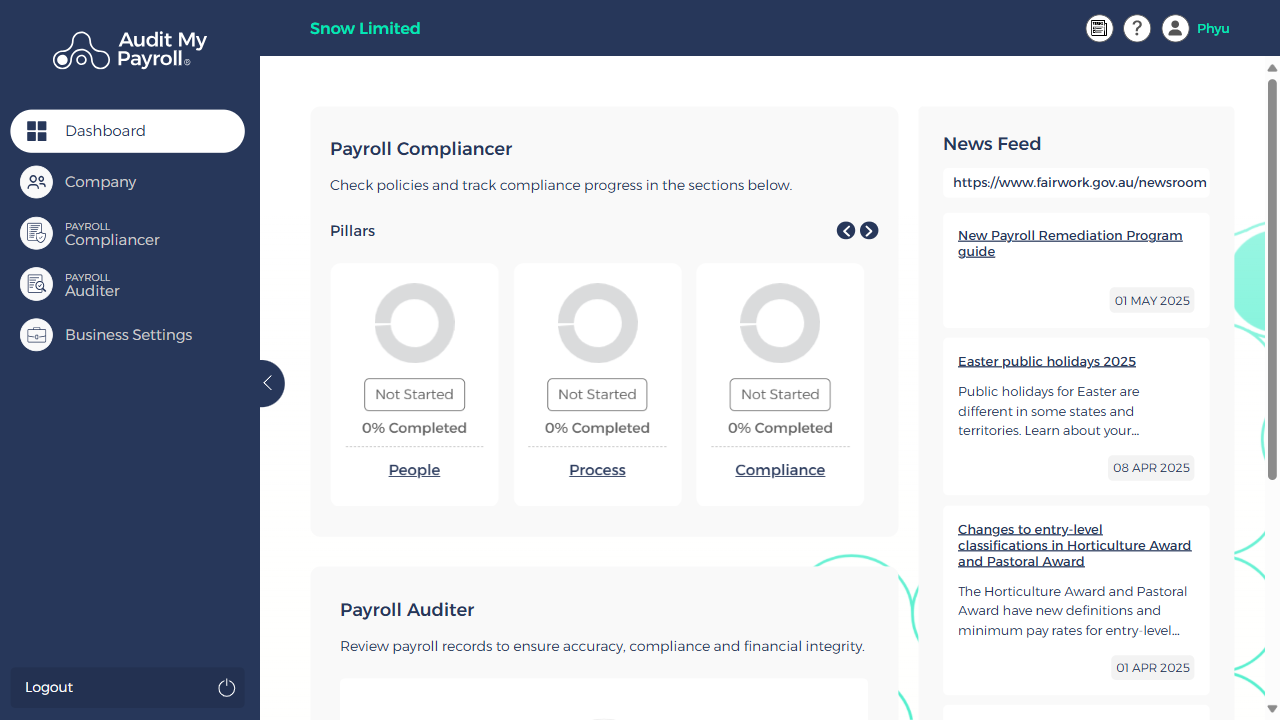 Audit My
Payroll®
Snow Limited
?
Phyu
Dashboard
Company
PAYROLL
Compliancer
PAYROLL
Auditer
Business Settings
Logout
Payroll Compliancer
Check policies and track compliance progress in the sections below.
Pillars
Not Started
0% Completed
People
Not Started
0% Completed
Process
Not Started
0% Completed
Compliance
Payroll Auditer
Review payroll records to ensure accuracy, compliance and financial integrity.
News Feed
https://www.fairwork.gov.au/newsroom
New Payroll Remediation Program
guide
01 MAY 2025
Easter public holidays 2025
Public holidays for Easter are
different in some states and
territories. Learn about your...
08 APR 2025
Changes to entry-level
classifications in Horticulture Award
and Pastoral Award
The Horticulture Award and Pastoral
Award have new definitions and
minimum pay rates for entry-level...
01 APR 2025